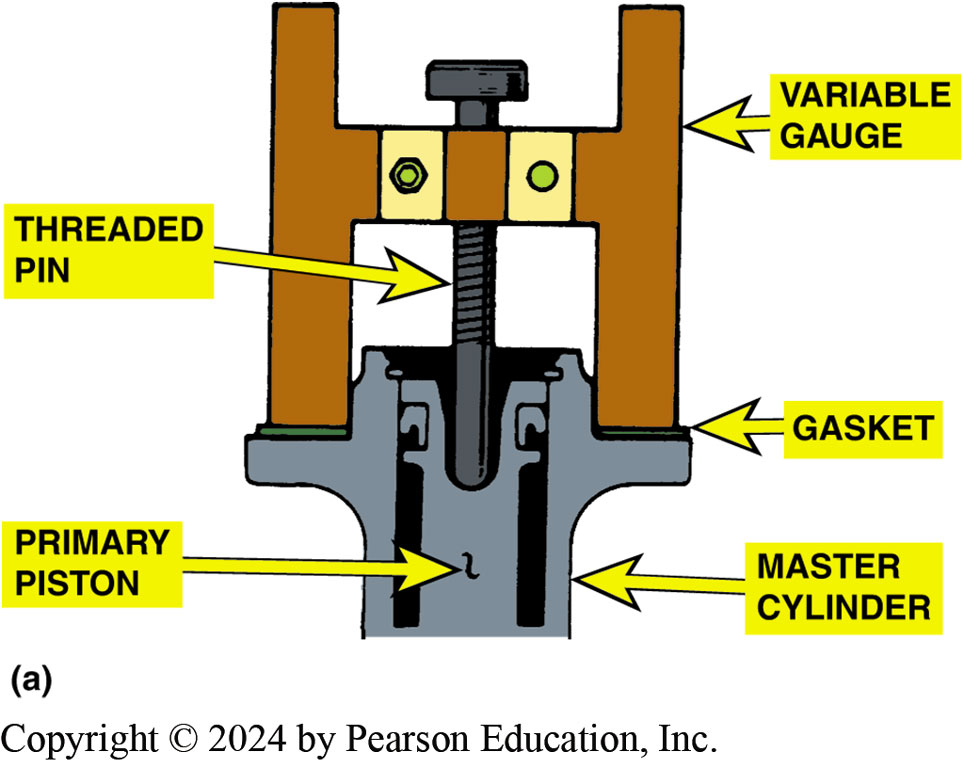 VARIABLE
GAUGE
THREADED
PIN
GASKET
PRIMARY
PISTON
MASTER
CYLINDER
(a)
Copyright © 2024 by Pearson Education, Inc.